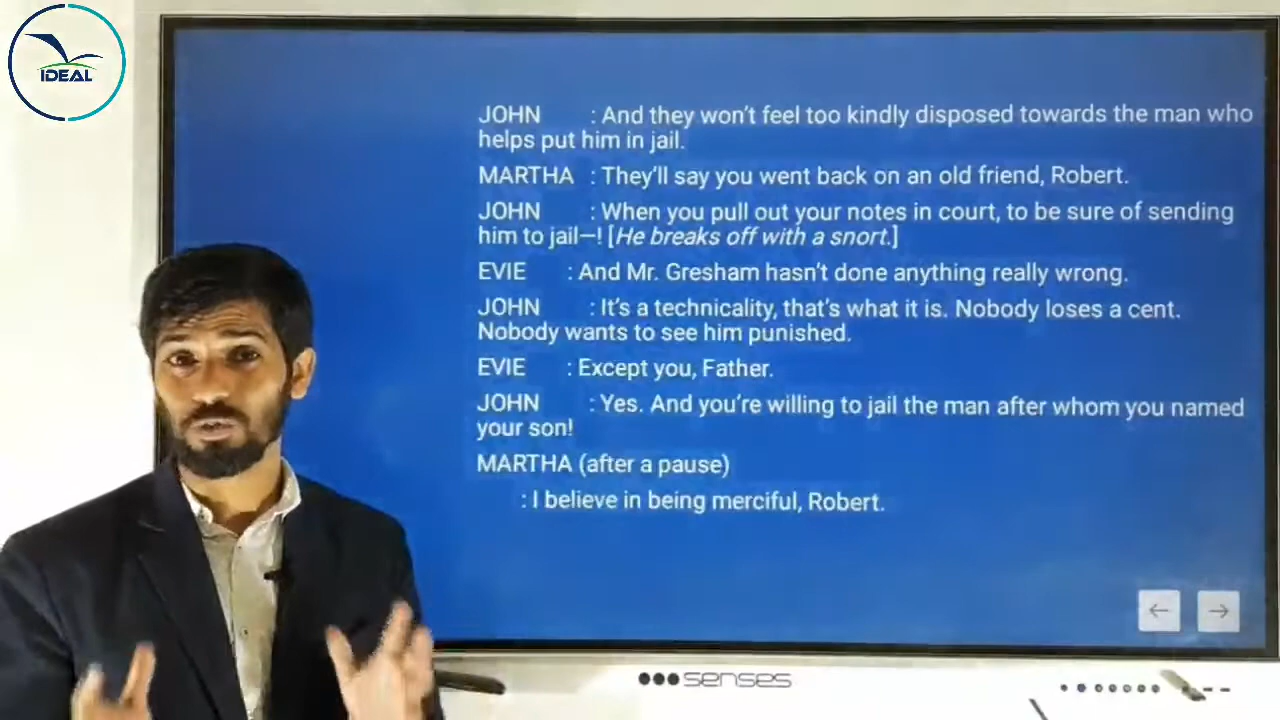 IDEAL
JOHN : And they won't feel too kindly disposed towards the man who
helps put him in jail.
MARTHA : They'll say you went back on an old friend, Robert.
JOHN : When you pull out your notes in court, to be sure of sending
him to jail—! [He breaks off with a snort.]
EVIE : And Mr. Gresham hasn't done anything really wrong.
JOHN : It's a technicality, that's what it is. Nobody loses a cent.
Nobody wants to see him punished.
EVIE : Except you, Father.
JOHN : Yes. And you're willing to jail the man after whom you named
your son!
MARTHA (after a pause)
: I believe in being merciful, Robert.
senses